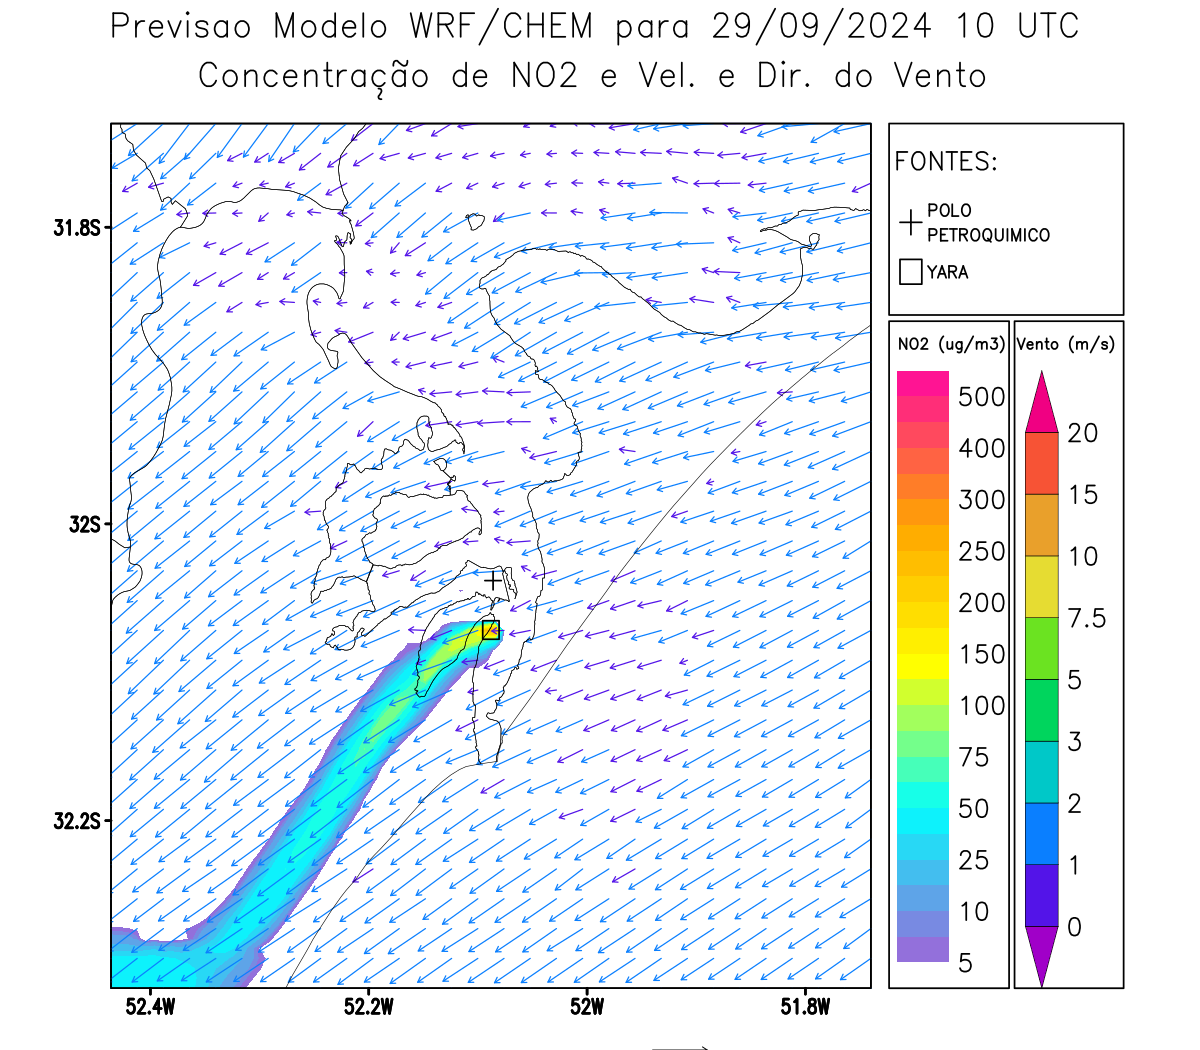 Previsao Modelo WRF/CHEM para 29/09/2024 10 UTC
Concentração de NO2 e Vel. e Dir. do Vento
FONTES:
POLO
PETROQUIMICO
YARA
NO2 (ug/m3)
500
400
300
250
200
150
100
75
50
25
10
5
Vento (m/s)
20
15
10
7.5
5
3
2
1
0
31.8S
32S
32.2S
52.4W
52.2W
52W
51.8W